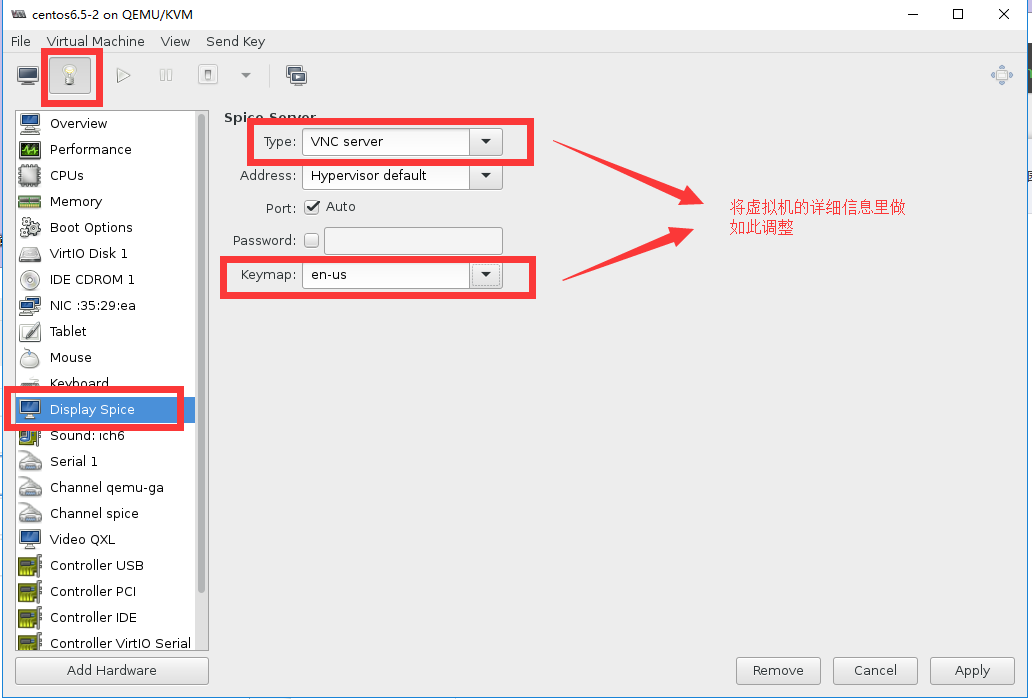 centos6.5-2 on QEMU/KVM
File Virtual Machine View Send Key
Overview
Performance
CPUs
Memory
Boot Options
VirtIO Disk 1
IDE CDROM 1
NIC :35:29:ea
Tablet
Mouse
Keyboard
Display Spice
Sound: ich6
Serial 1
Channel qemu-ga
Channel spice
Video QXL
Controller USB
Controller PCI
Controller IDE
Controller VirtIO Serial
Add Hardware
Spice Server
Type: VNC server
Address: Hypervisor default
Port: Auto
Password:
Keymap: en-us
将虚拟机的详细信息里做
如此调整
Remove Cancel Apply